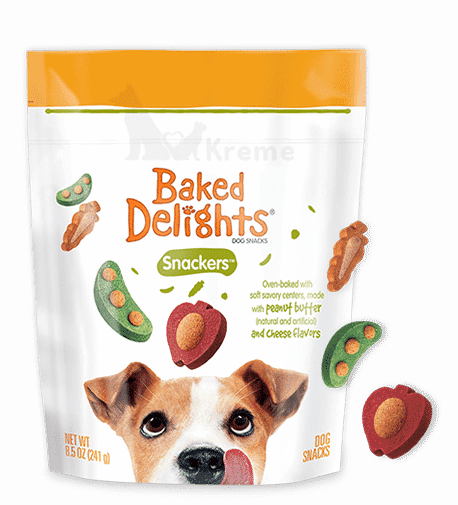 Kreme
Baked
Delights®
DOG SNACKS
Snackers™
Oven-baked with
soft savory centers, made
with peanut butter
(natural and artificial)
and cheese flavors
NET WT
8.5 OZ (241 g)
DOG
SNACKS